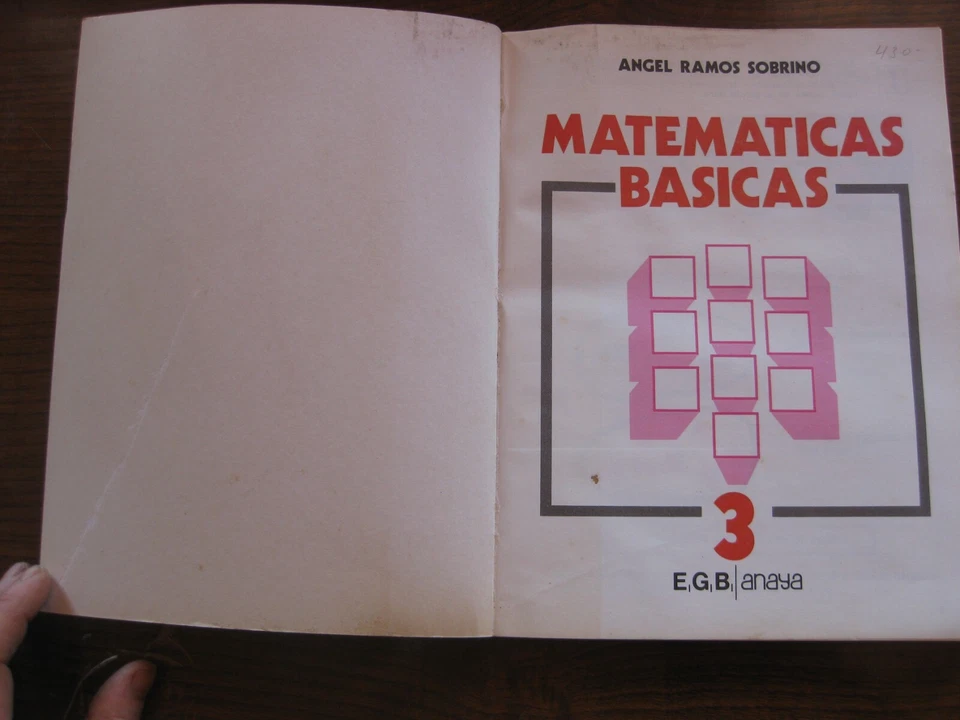 430-
ANGEL RAMOS SOBRINO
MATEMATICAS
BASICAS
3
E.G.B. anaya